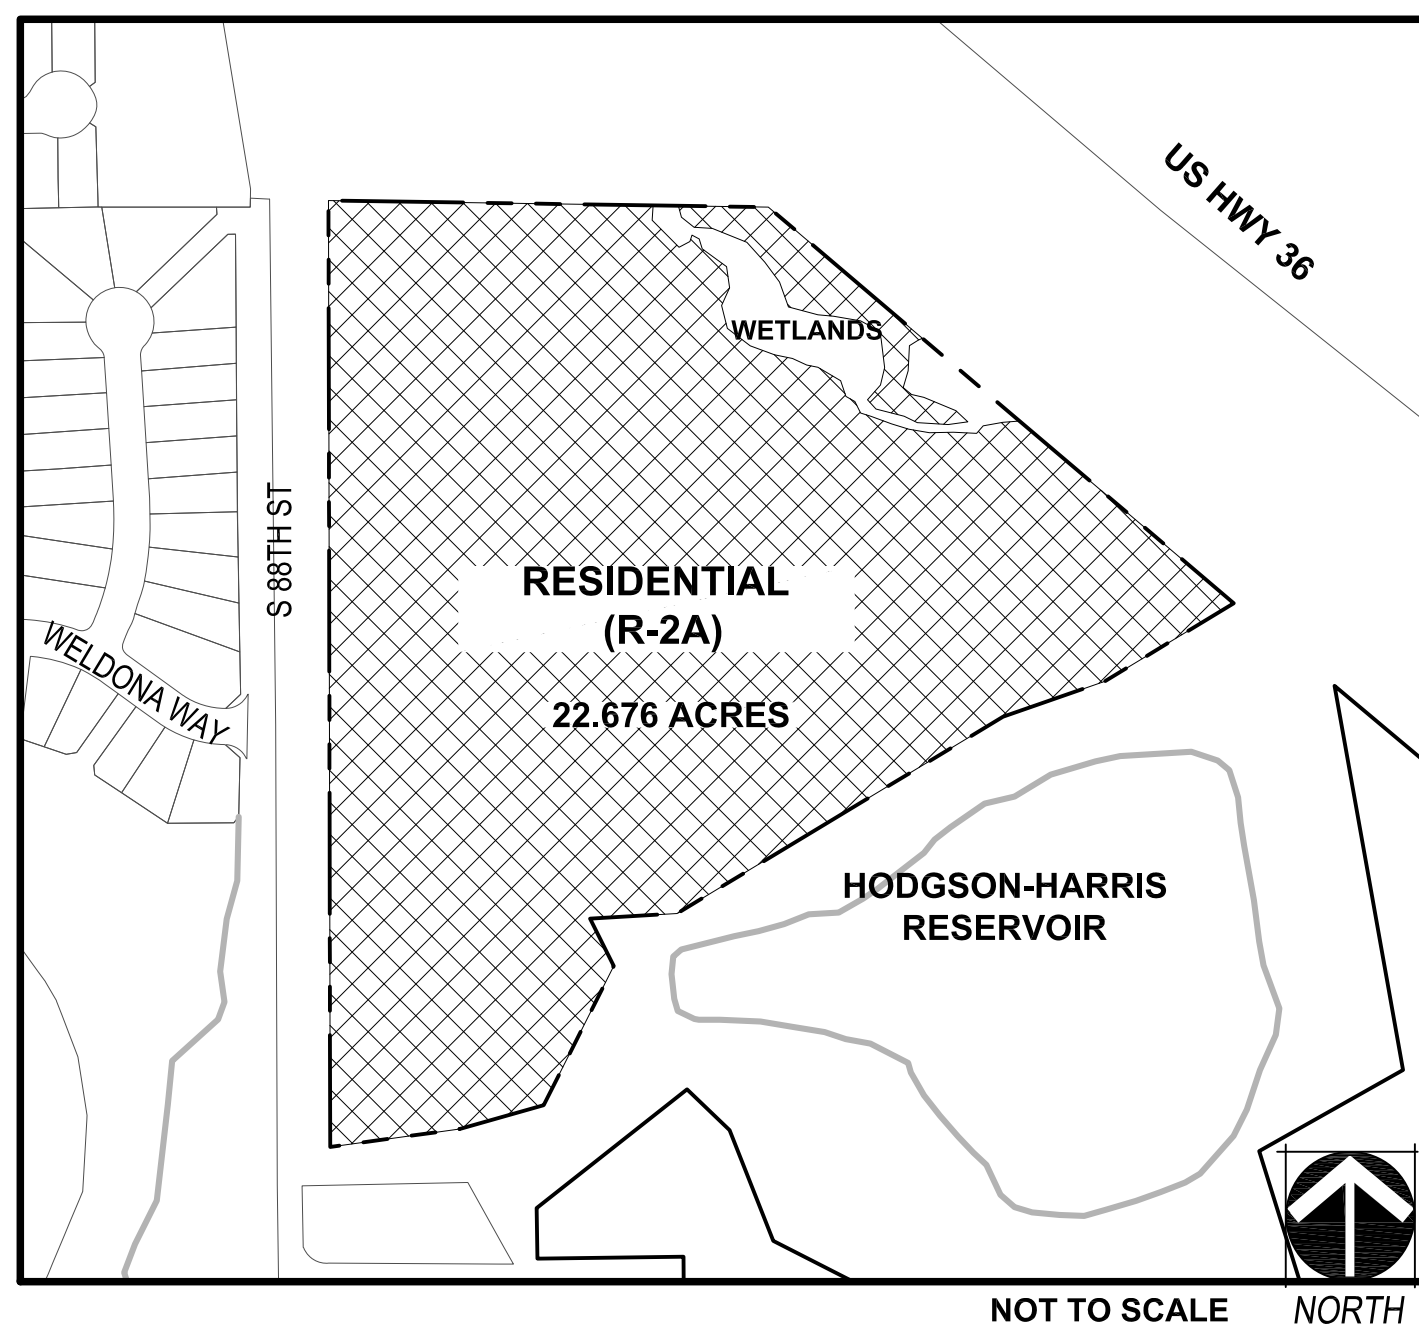 US HWY 36
WETLANDS
S 88TH ST
RESIDENTIAL
(R-2A)
WELDONA WAY
22.676 ACRES
HODGSON-HARRIS
RESERVOIR
NOT TO SCALE
NORTH